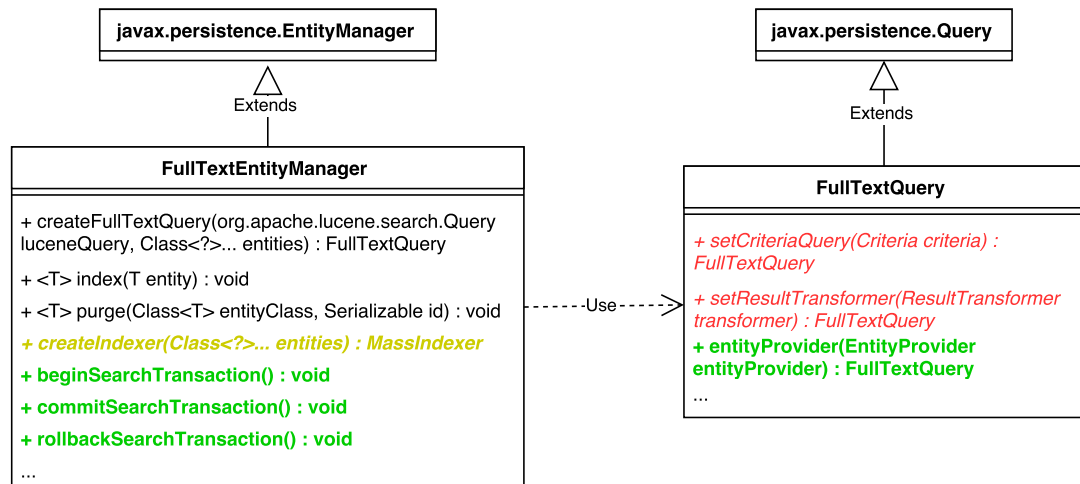 javax.persistence.EntityManager
Extends
FullTextEntityManager
+ createFullTextQuery(org.apache.lucene.search.Query
luceneQuery, Class<?>... entities) : FullTextQuery
+ <T> index(T entity) : void
+ <T> purge(Class<T> entityClass, Serializable id) : void
+ createIndexer(Class<?>... entities) : MassIndexer
+ beginSearchTransaction() : void
+ commitSearchTransaction() : void
+ rollbackSearchTransaction() : void
...
Use
javax.persistence.Query
Extends
FullTextQuery
+ setCriteriaQuery(Criteria criteria) :
FullTextQuery
+ setResultTransformer(ResultTransformer
transformer) : FullTextQuery
+ entityProvider(EntityProvider
entityProvider) : FullTextQuery
...